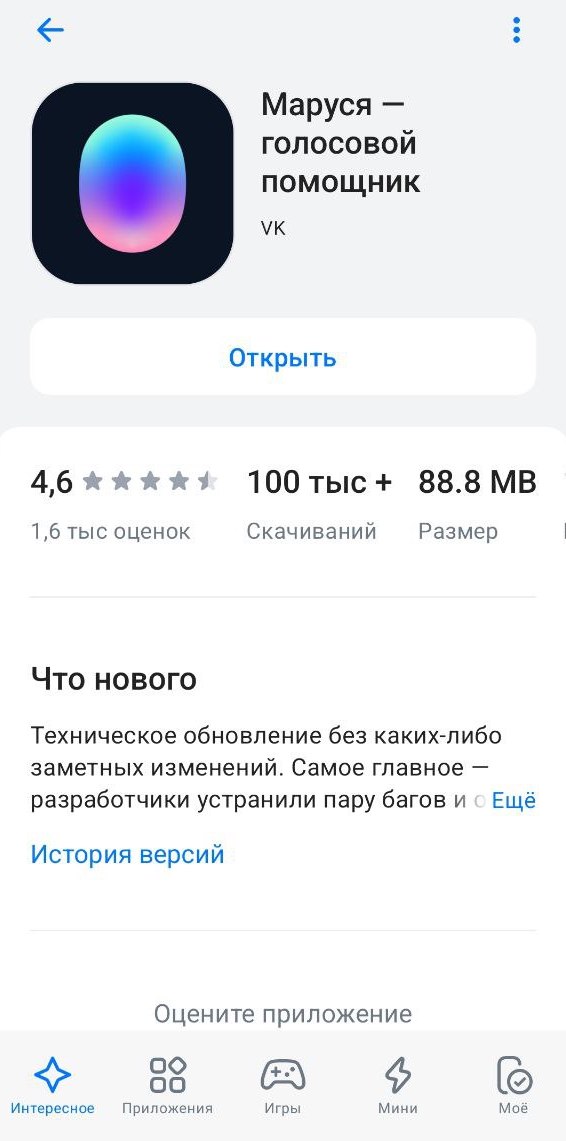 Маруся —
голосовой
помощник
VK
Открыть
4,6
100 тыс +
88.8 MB
1,6 тыс оценок
Скачиваний
Размер
Что нового
Техническое обновление без каких-либо
заметных изменений. Самое главное —
разработчики устранили пару багов и о Ещё
История версий
Оцените приложение
Интересное
Приложения
Игры
Мини
Моё